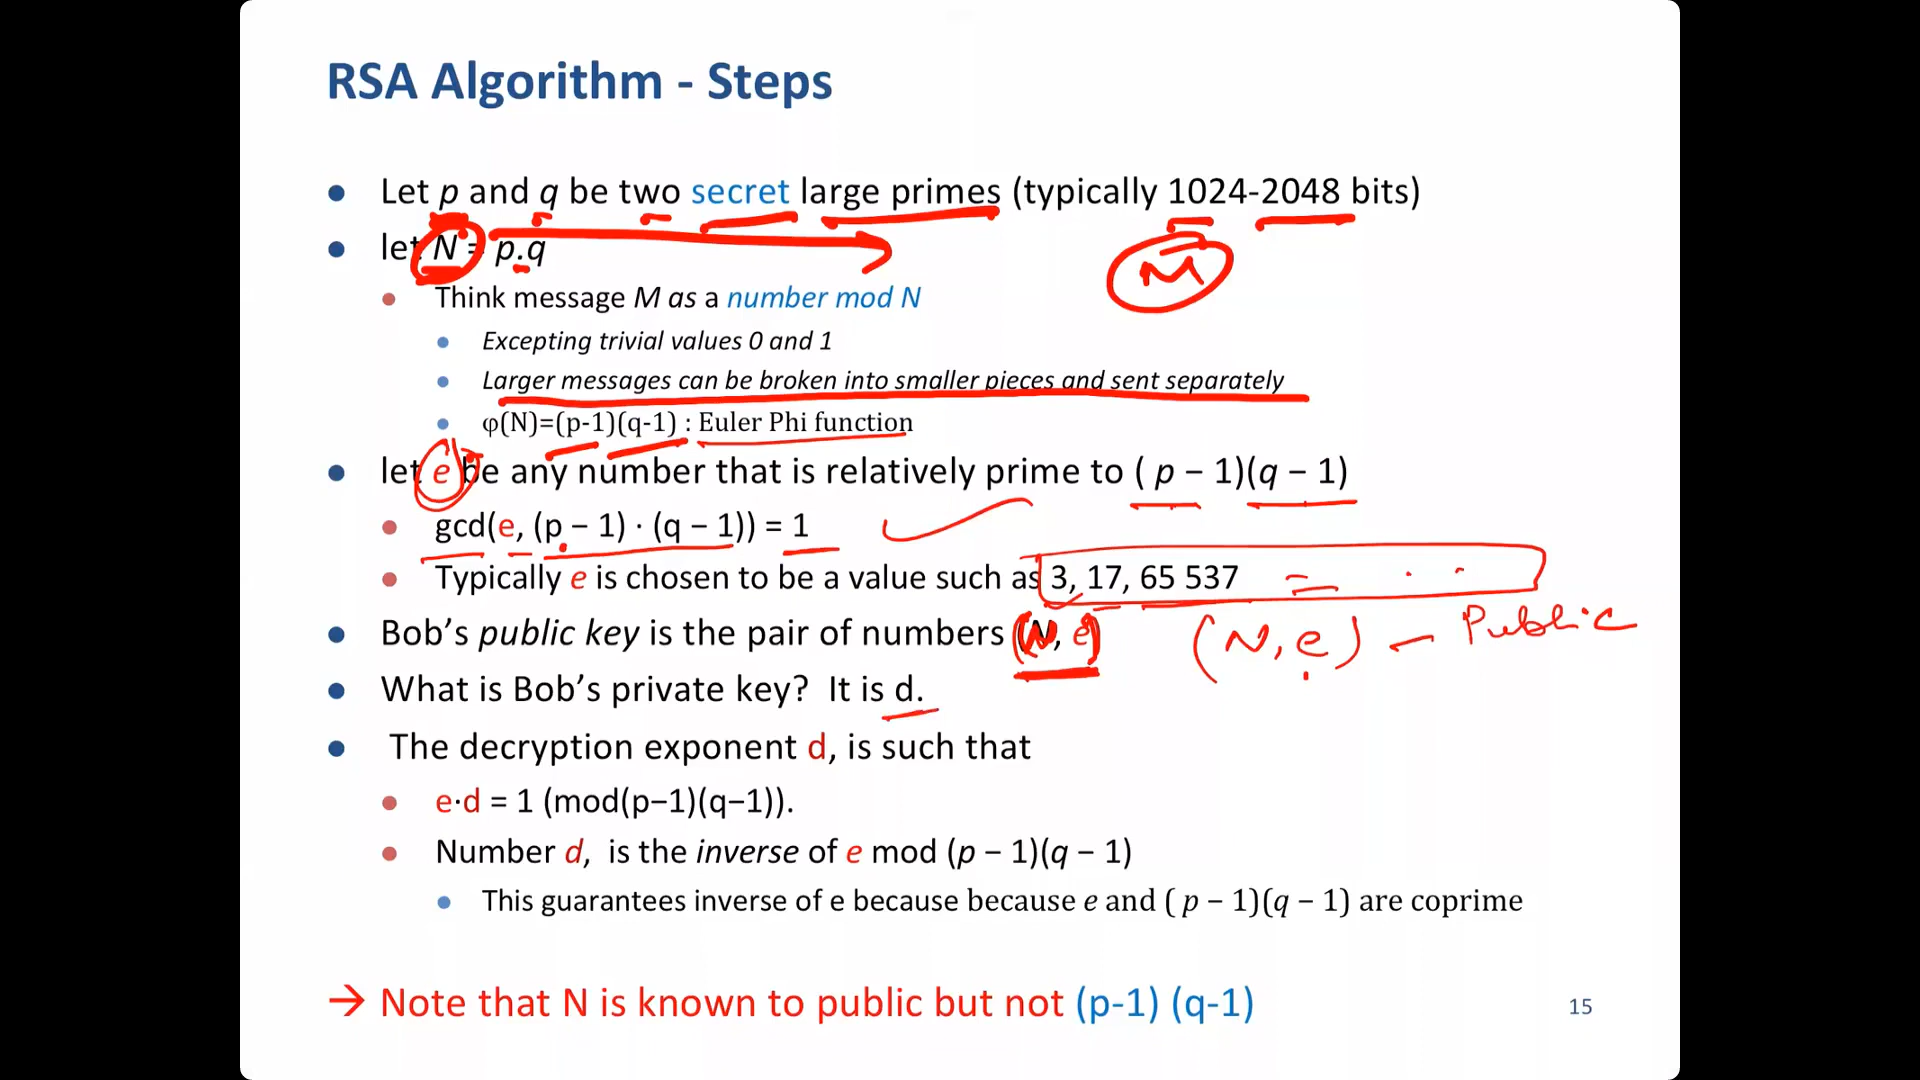 RSA Algorithm - Steps
Let p and q be two secret large primes (typically 1024-2048 bits)
let N = p.q
M
Think message M as a number mod N
Excepting trivial values 0 and 1
Larger messages can be broken into smaller pieces and sent separately
φ(N)=(p-1)(q-1) : Euler Phi function
let e be any number that is relatively prime to ( p − 1)(q − 1)
gcd(e, (p − 1) · (q − 1)) = 1
Typically e is chosen to be a value such as 3, 17, 65 537
Bob’s public key is the pair of numbers (N, e)
(N, e) – Public
What is Bob’s private key? It is d.
The decryption exponent d, is such that
e·d = 1 (mod(p−1)(q−1)).
Number d, is the inverse of e mod (p − 1)(q − 1)
This guarantees inverse of e because because e and ( p − 1)(q − 1) are coprime
→ Note that N is known to public but not (p-1) (q-1)
15